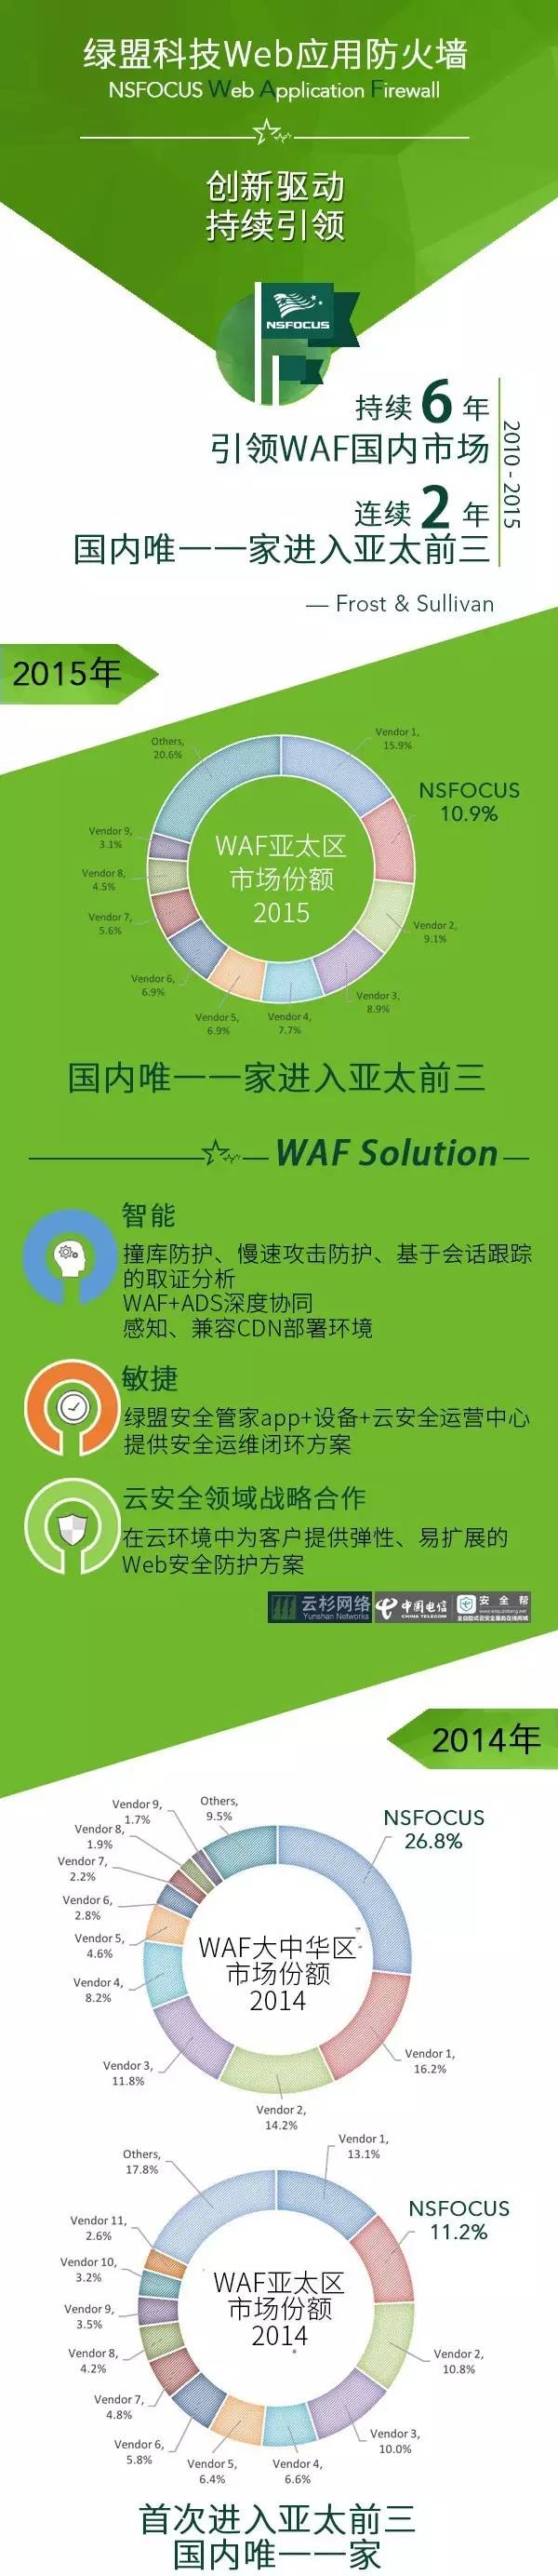 绿盟科技Web应用防火墙
NSFOCUS Web Application Firewall
创新驱动
持续引领
NSFOCUS
持续 6 年
引领WAF国内市场
连续 2 年
国内唯一一家进入亚太前三
2010 - 2015
— Frost & Sullivan
2015年
Others,
20.6%
Vendor 1,
15.9%
NSFOCUS
10.9%
Vendor 2,
9.1%
Vendor 3,
8.9%
Vendor 4,
7.7%
Vendor 5,
6.9%
Vendor 6,
6.9%
Vendor 7,
5.6%
Vendor 8,
4.5%
Vendor 9,
3.1%
WAF亚太区
市场份额
2015
国内唯一一家进入亚太前三
WAF Solution
智能
撞库防护、慢速攻击防护、基于会话跟踪
的取证分析
WAF+ADS深度协同
感知、兼容CDN部署环境
敏捷
绿盟安全管家app+设备+云安全运营中心
提供安全运维闭环方案
云安全领域战略合作
在云环境中为客户提供弹性、易扩展的
Web安全防护方案
云杉网络
Yunshan Networks
中国电信
CHINA TELECOM
安全帮
2014年
Others,
9.5%
NSFOCUS
26.8%
Vendor 1,
16.2%
Vendor 2,
14.2%
Vendor 3,
11.8%
Vendor 4,
8.2%
Vendor 5,
4.6%
Vendor 6,
2.8%
Vendor 7,
2.2%
Vendor 8,
1.9%
Vendor 9,
1.7%
WAF大中华区
市场份额
2014
Others,
17.8%
Vendor 1,
13.1%
NSFOCUS
11.2%
Vendor 2,
10.8%
Vendor 3,
10.0%
Vendor 4,
6.6%
Vendor 5,
6.4%
Vendor 6,
5.8%
Vendor 7,
4.8%
Vendor 8,
4.2%
Vendor 9,
3.5%
Vendor 10,
3.2%
Vendor 11,
2.6%
WAF亚太区
市场份额
2014
首次进入亚太前三
国内唯一一家